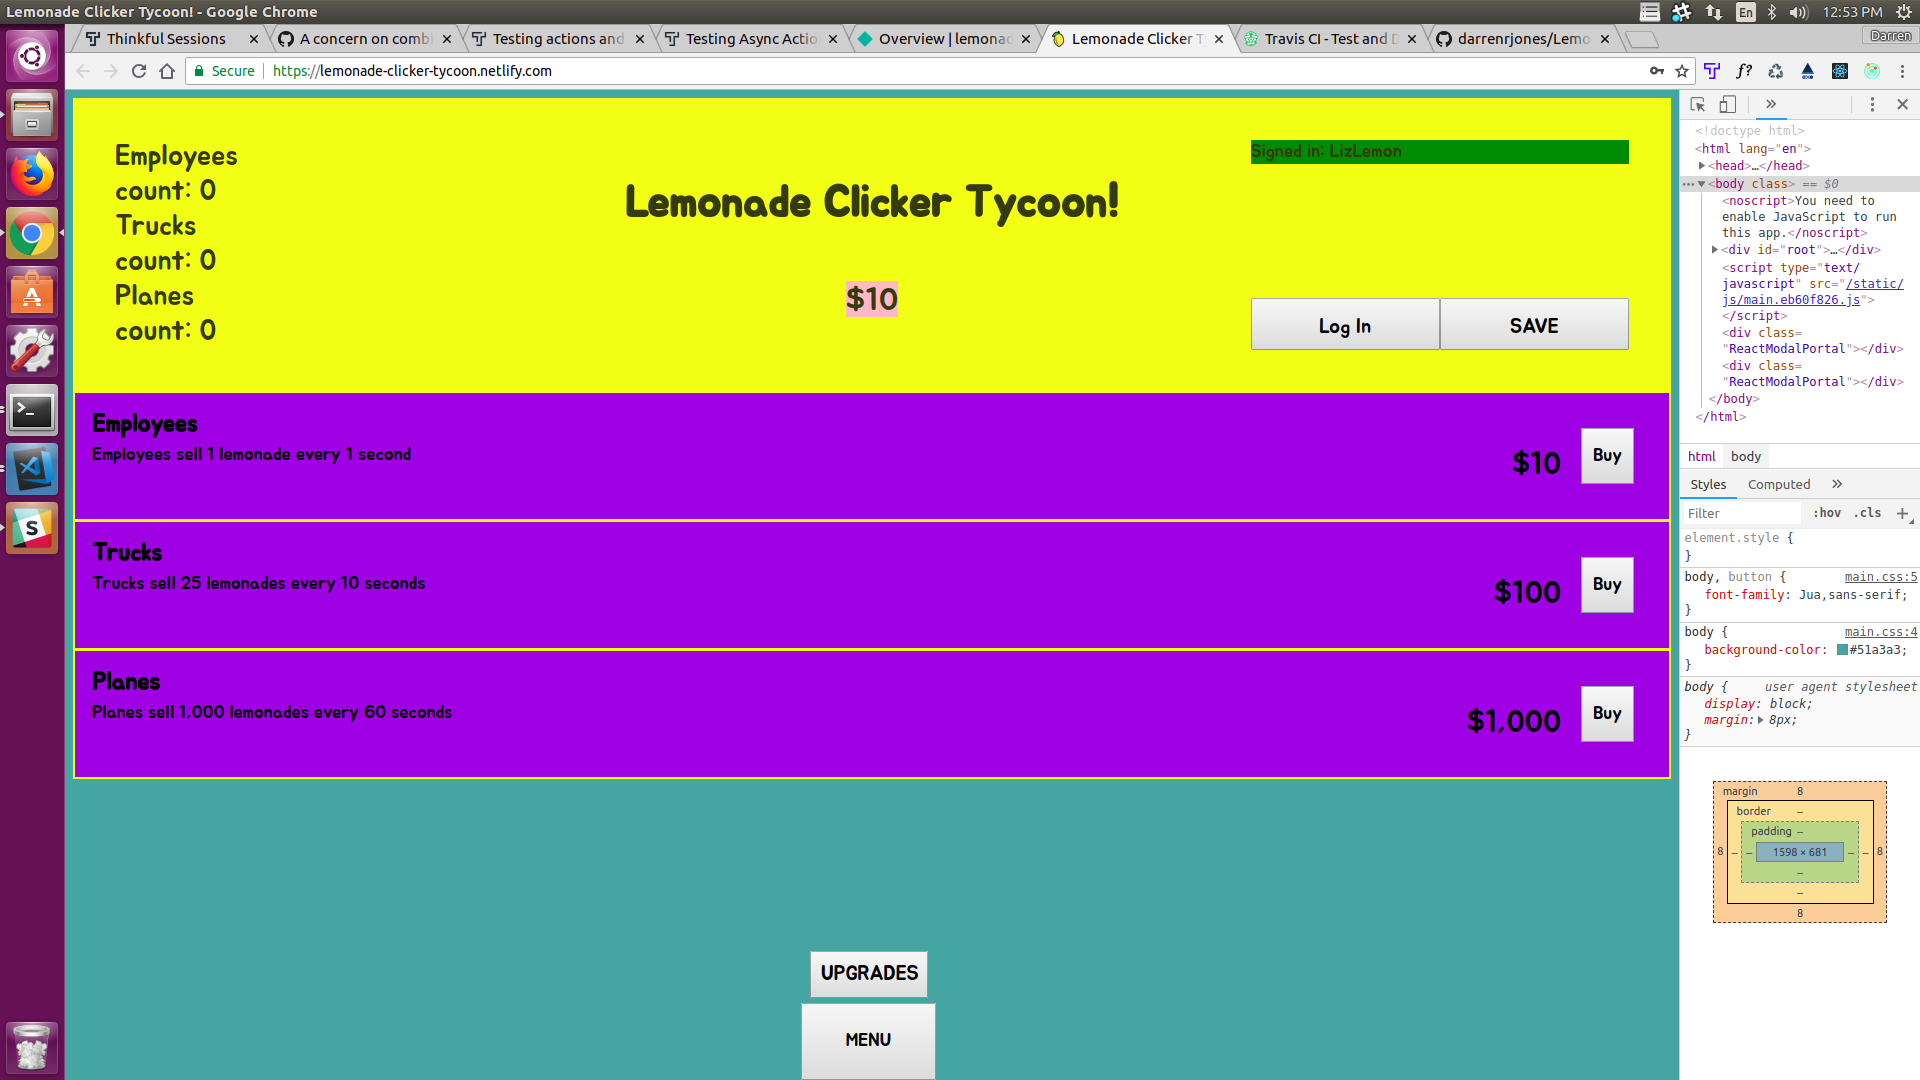 Lemonade Clicker Tycoon! - Google Chrome
En
12:53 PM
Thinkful Sessions
A concern on combi
Testing actions and
Testing Async Actio
Overview | lemonad
Lemonade Clicker T
Travis CI - Test and D
darrenrjones/Lemo
Darren
Secure
https://lemonade-clicker-tycoon.netlify.com
f?
Employees
count: 0
Trucks
count: 0
Planes
count: 0
Lemonade Clicker Tycoon!
$10
Signed in: LizLemon
Log In
SAVE
Employees
Employees sell 1 lemonade every 1 second
$10
Buy
Trucks
Trucks sell 25 lemonades every 10 seconds
$100
Buy
Planes
Planes sell 1,000 lemonades every 60 seconds
$1,000
Buy
UPGRADES
MENU
<!doctype html>
<html lang="en">
<head>…</head>
<body class> == $0
<noscript>You need to
enable JavaScript to run
this app.</noscript>
<div id="root">…</div>
<script type="text/
javascript" src="/static/
js/main.eb60f826.js">
</script>
<div class=
"ReactModalPortal"></div>
<div class=
"ReactModalPortal"></div>
</body>
</html>
html body
Styles Computed »
Filter :hov .cls +
element.style {
}
body, button { main.css:5
font-family: Jua,sans-serif;
}
body { main.css:4
background-color: #51a3a3;
}
body { user agent stylesheet
display: block;
margin: 8px;
}
margin 8
border –
padding –
8 – – 1598 × 681 – – 8
–
–
8